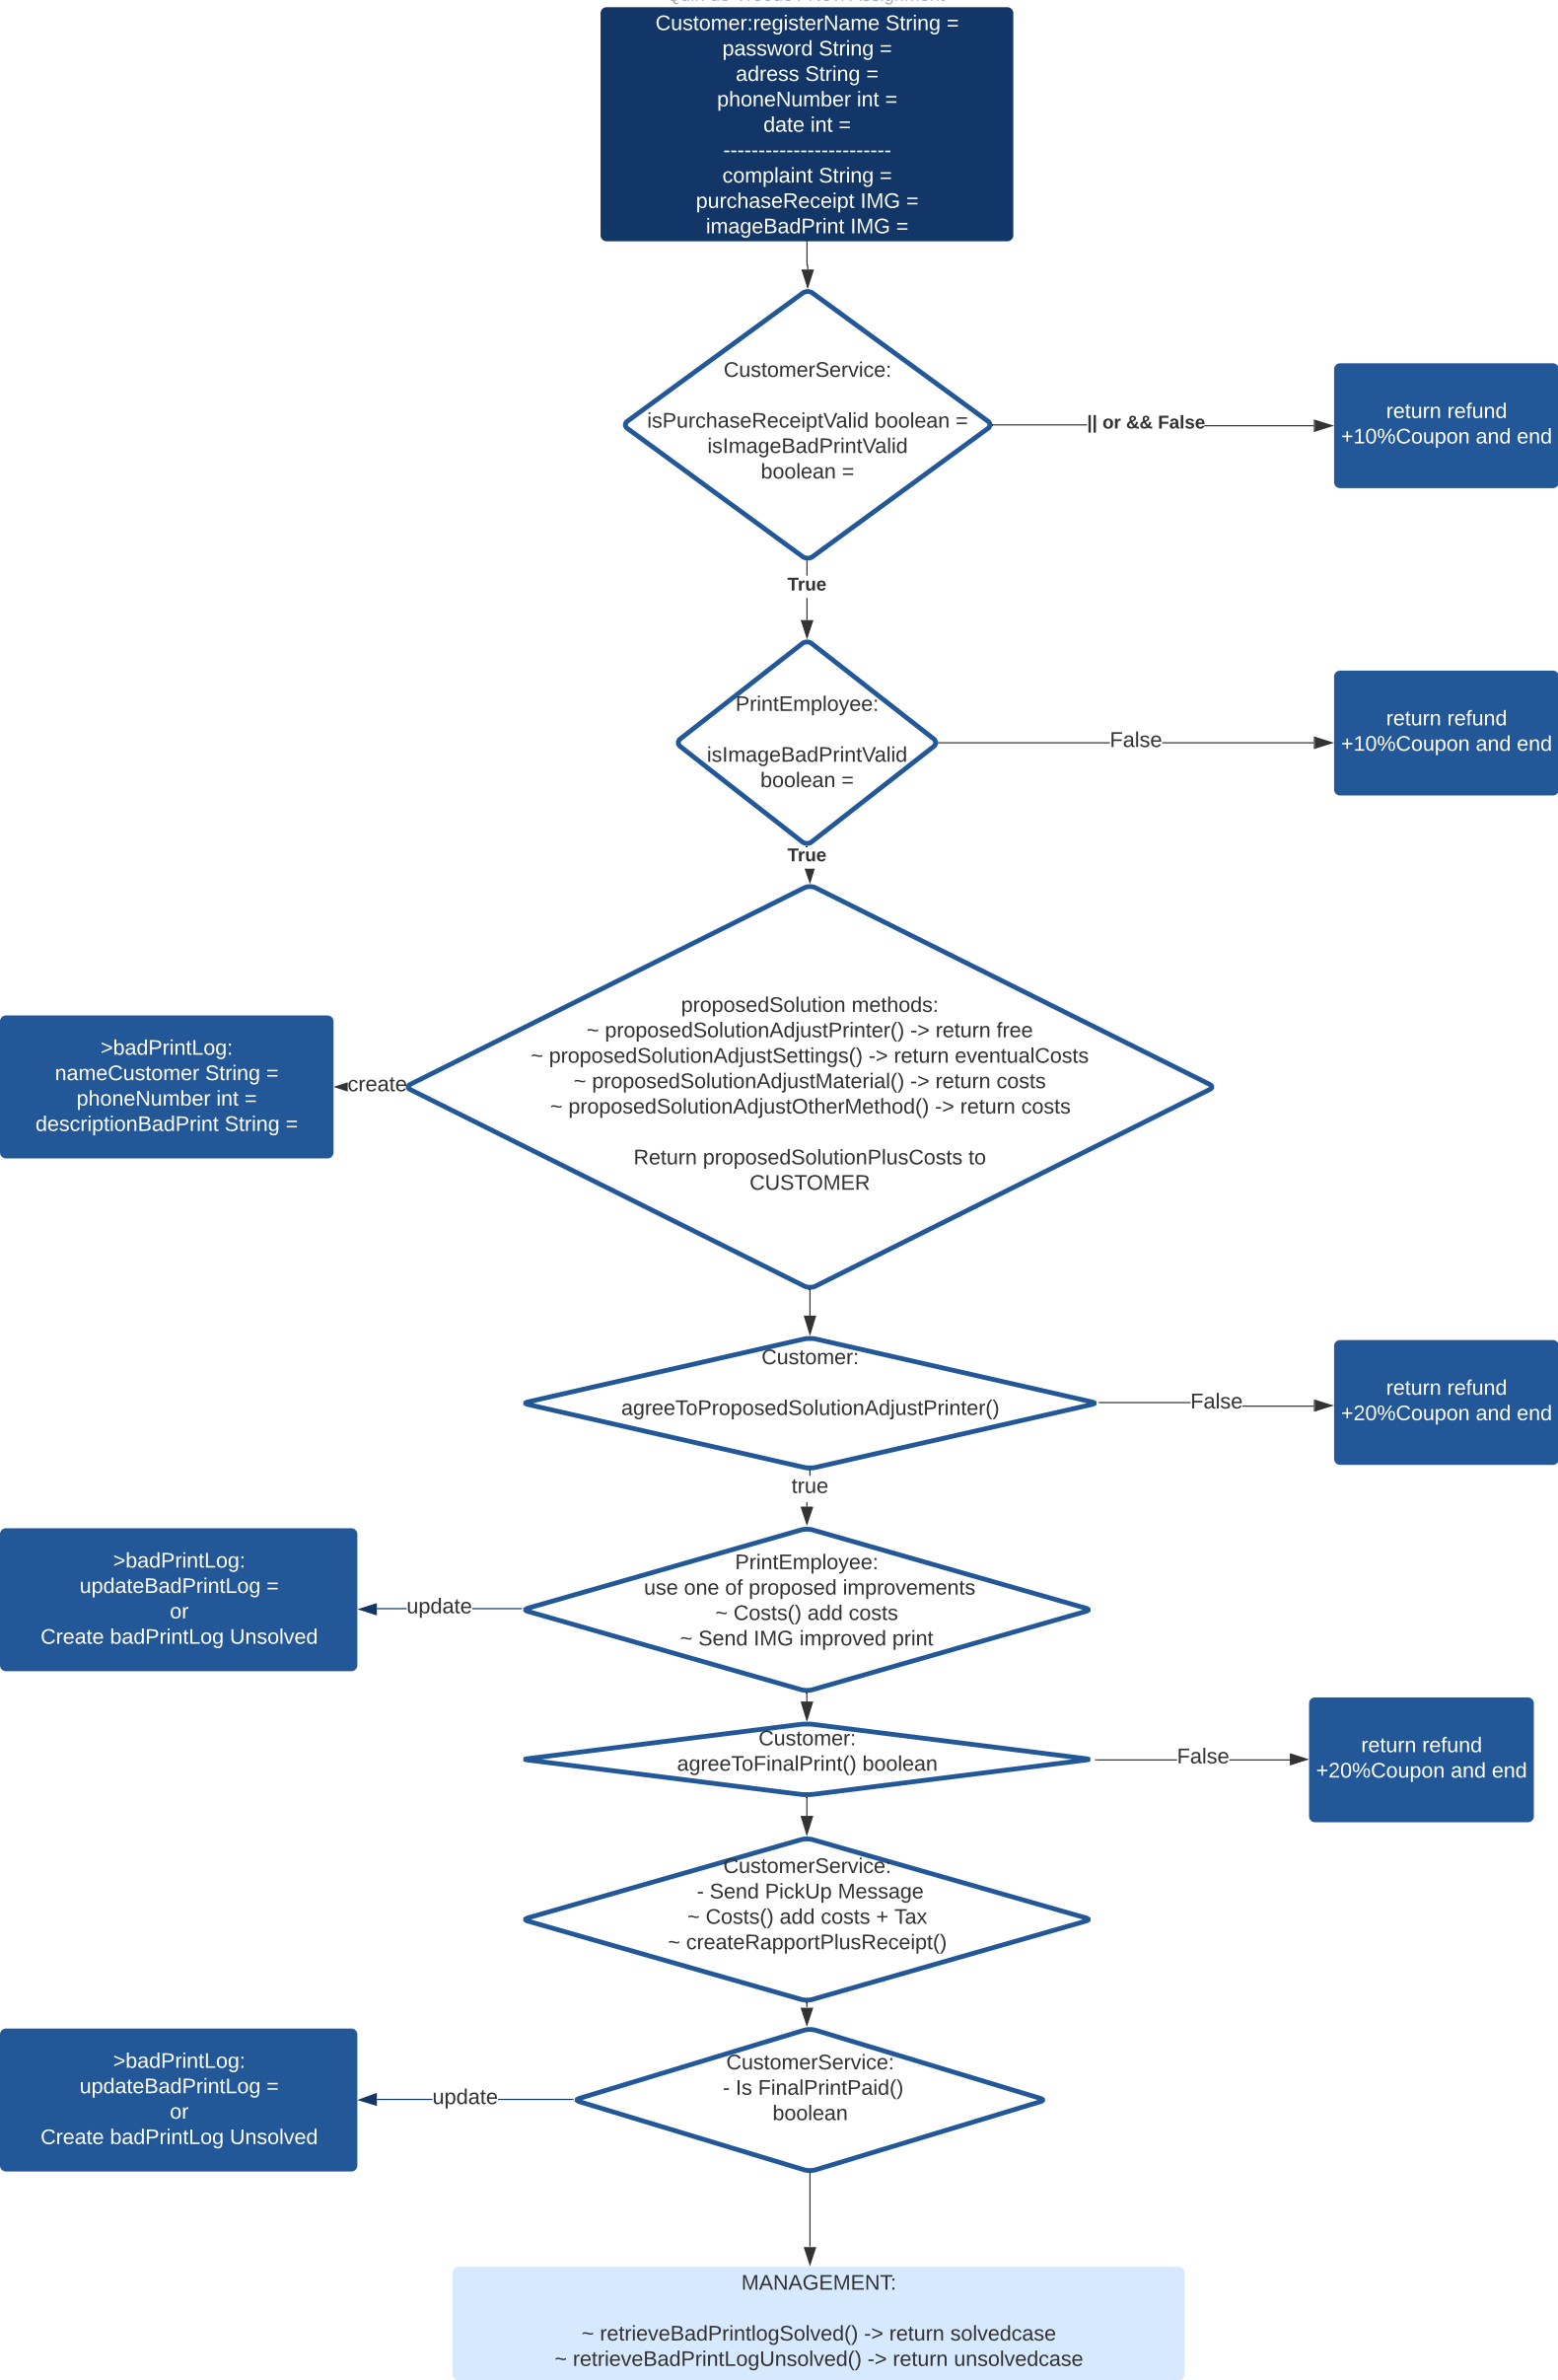 Customer:registerName String =
password String =
adress String =
phoneNumber int =
date int =
------------------------
complaint String =
purchaseReceipt IMG =
imageBadPrint IMG =
CustomerService:
isPurchaseReceiptValid boolean =
isImageBadPrintValid
boolean =
|| or && False
return refund
+10%Coupon and end
True
PrintEmployee:
isImageBadPrintValid
boolean =
False
return refund
+10%Coupon and end
True
proposedSolution methods:
~ proposedSolutionAdjustPrinter() -> return free
~ proposedSolutionAdjustSettings() -> return eventualCosts
~ proposedSolutionAdjustMaterial() -> return costs
~ proposedSolutionAdjustOtherMethod() -> return costs
Return proposedSolutionPlusCosts to
CUSTOMER
create
>badPrintLog:
nameCustomer String =
phoneNumber int =
descriptionBadPrint String =
Customer:
agreeToProposedSolutionAdjustPrinter()
False
return refund
+20%Coupon and end
true
PrintEmployee:
use one of proposed improvements
~ Costs() add costs
~ Send IMG improved print
update
>badPrintLog:
updateBadPrintLog =
or
Create badPrintLog Unsolved
Customer:
agreeToFinalPrint() boolean
False
return refund
+20%Coupon and end
CustomerService:
- Send PickUp Message
~ Costs() add costs + Tax
~ createRapportPlusReceipt()
CustomerService:
- Is FinalPrintPaid()
boolean
update
>badPrintLog:
updateBadPrintLog =
or
Create badPrintLog Unsolved
MANAGEMENT:
~ retrieveBadPrintlogSolved() -> return solvedcase
~ retrieveBadPrintLogUnsolved() -> return unsolvedcase